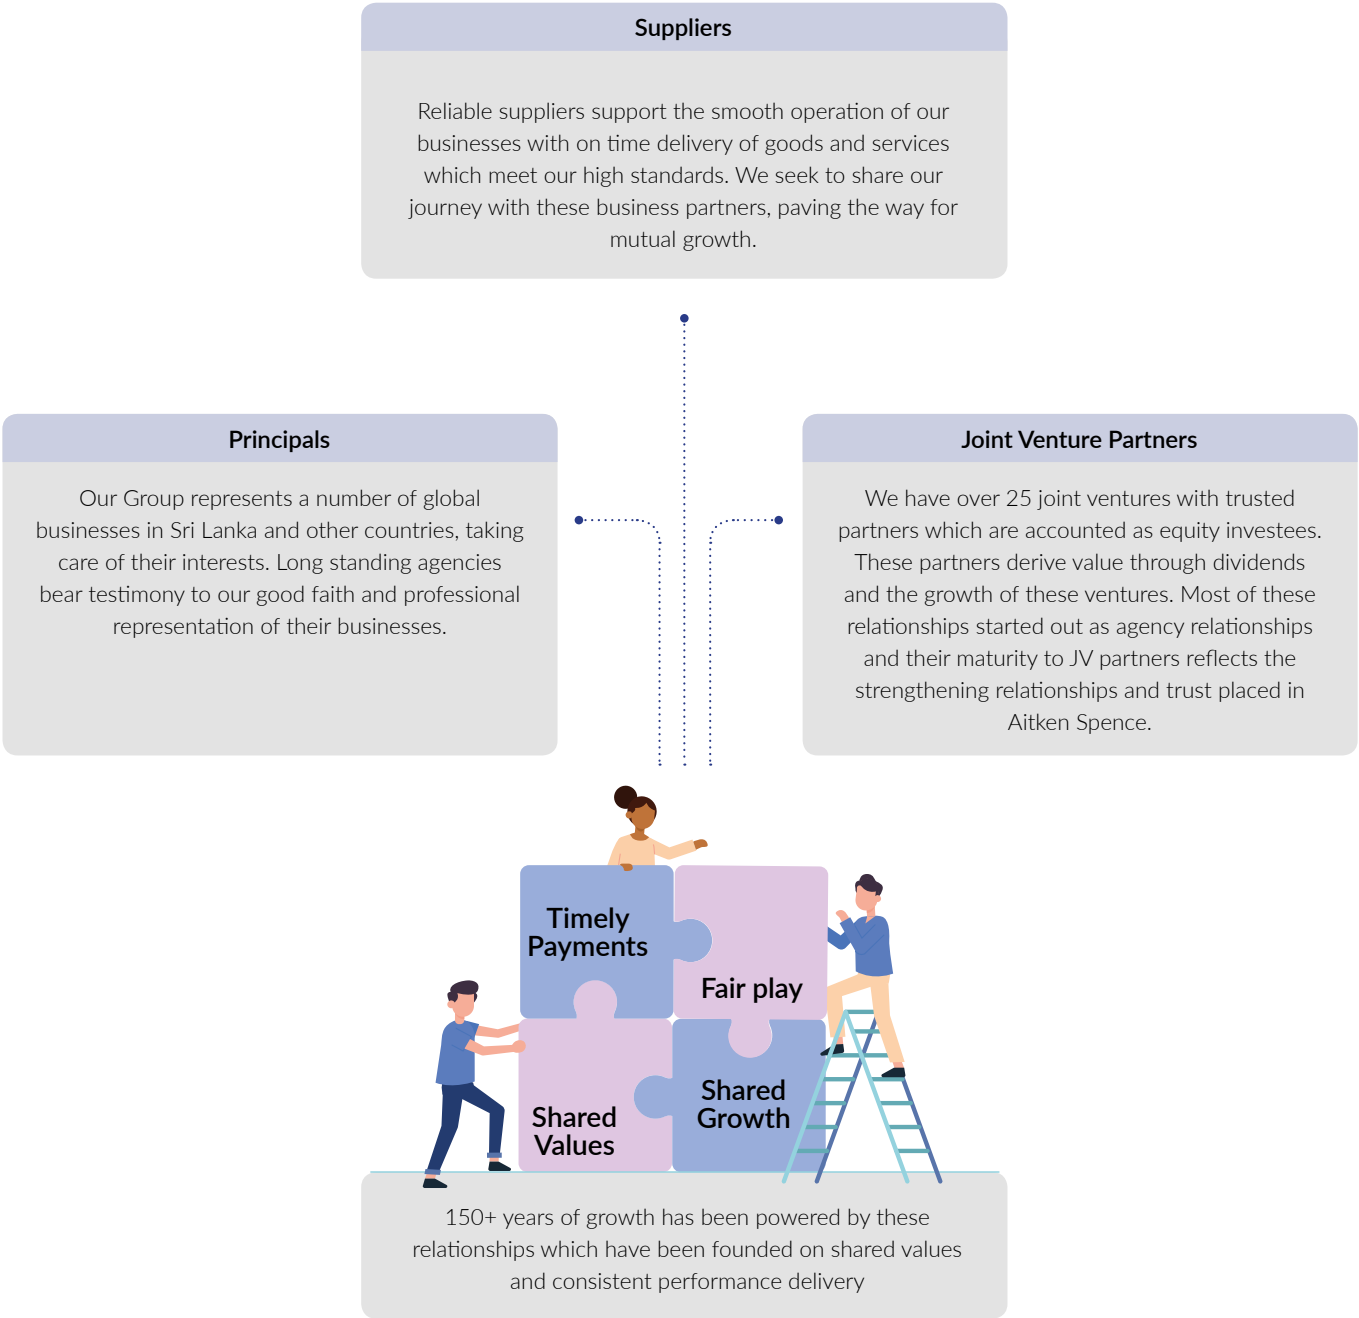 Suppliers
Reliable suppliers support the smooth operation of our
businesses with on time delivery of goods and services
which meet our high standards. We seek to share our
journey with these business partners, paving the way for
mutual growth.
Principals
Our Group represents a number of global
businesses in Sri Lanka and other countries, taking
care of their interests. Long standing agencies
bear testimony to our good faith and professional
representation of their businesses.
Joint Venture Partners
We have over 25 joint ventures with trusted
partners which are accounted as equity investees.
These partners derive value through dividends
and the growth of these ventures. Most of these
relationships started out as agency relationships
and their maturity to JV partners reflects the
strengthening relationships and trust placed in
Aitken Spence.
Timely
Payments
Fair play
Shared
Values
Shared
Growth
150+ years of growth has been powered by these
relationships which have been founded on shared values
and consistent performance delivery